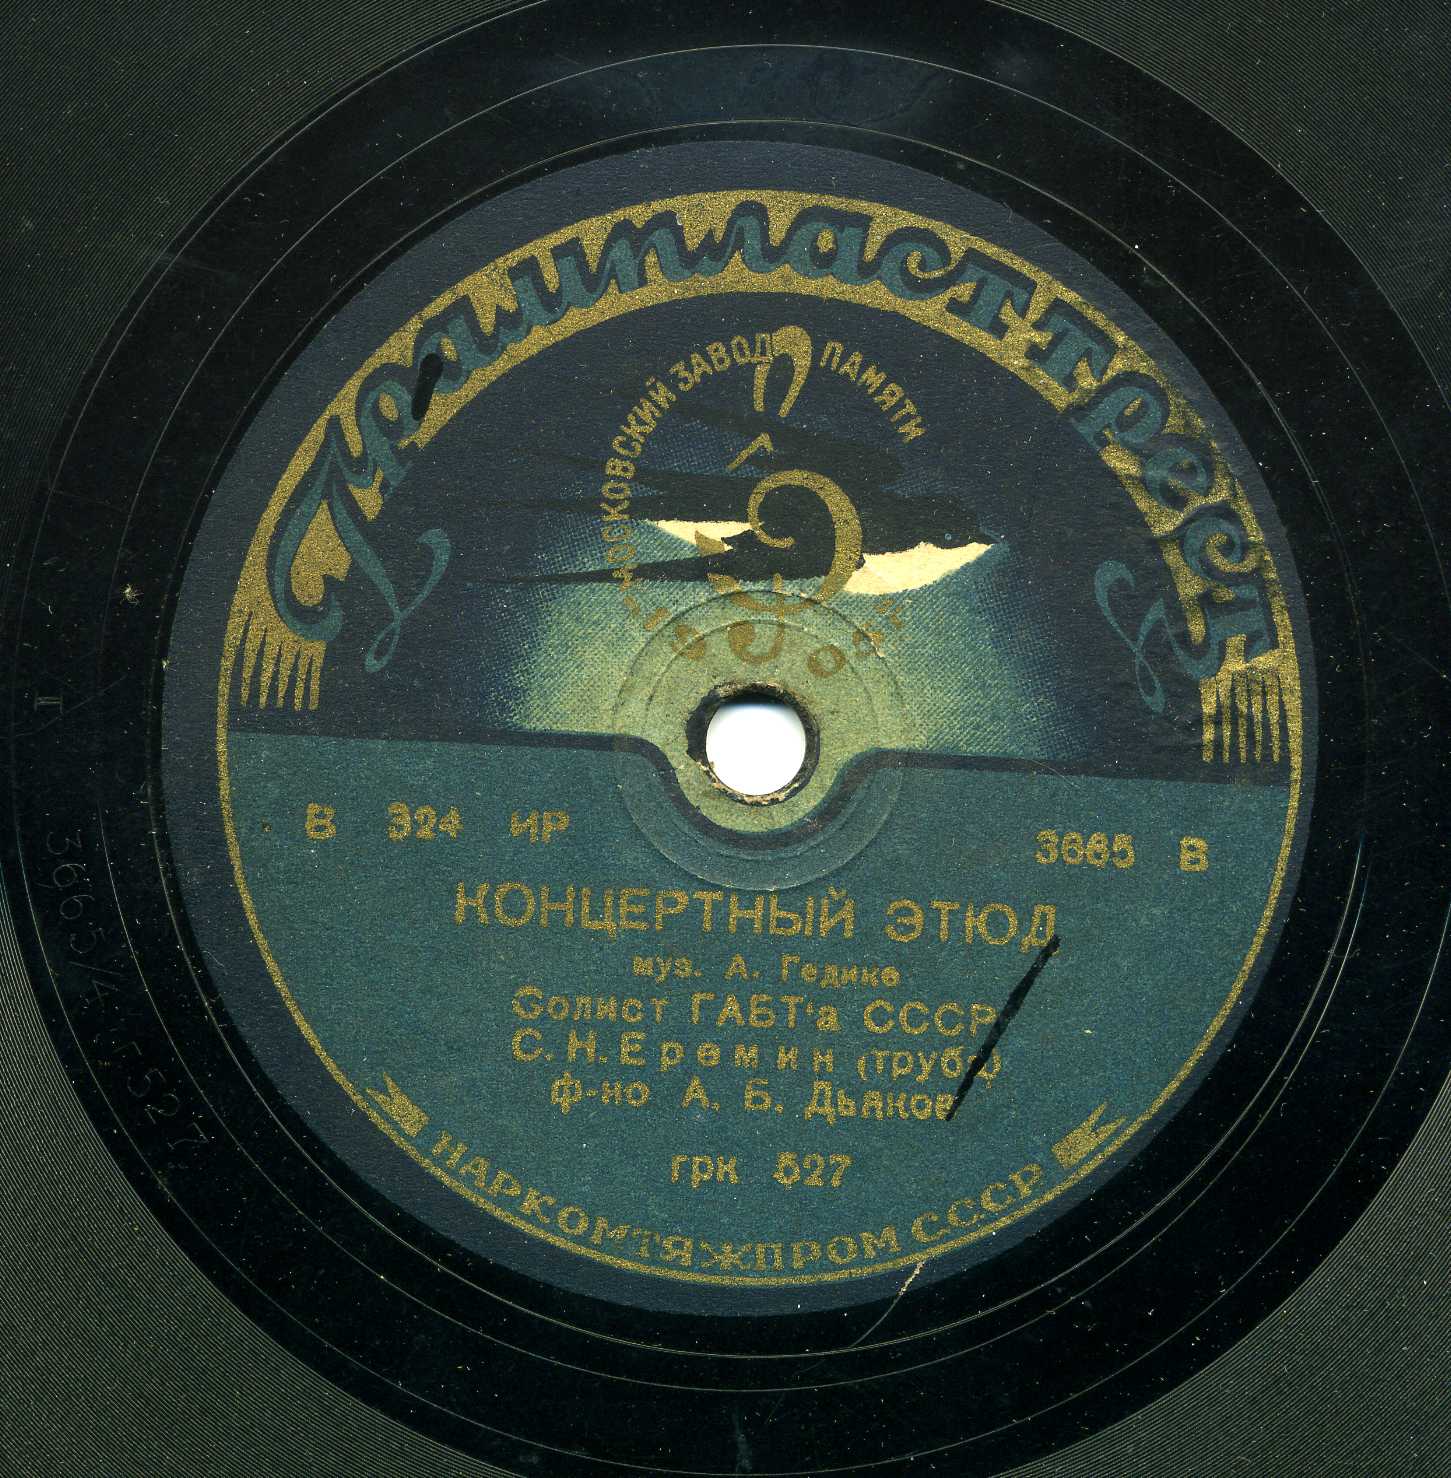 Грампласттрест
МОСКОВСКИЙ ЗАВОД ПАМЯТИ
В 324 ИР
3665 В
КОНЦЕРТНЫЙ ЭТЮД
муз. А. Гедике
Солист ГАБТ'а СССР
С. Н. Еремин (труба)
ф-но А. Б. Дьяков
грк 527
НАРКОМТЯЖПРОМ СССР